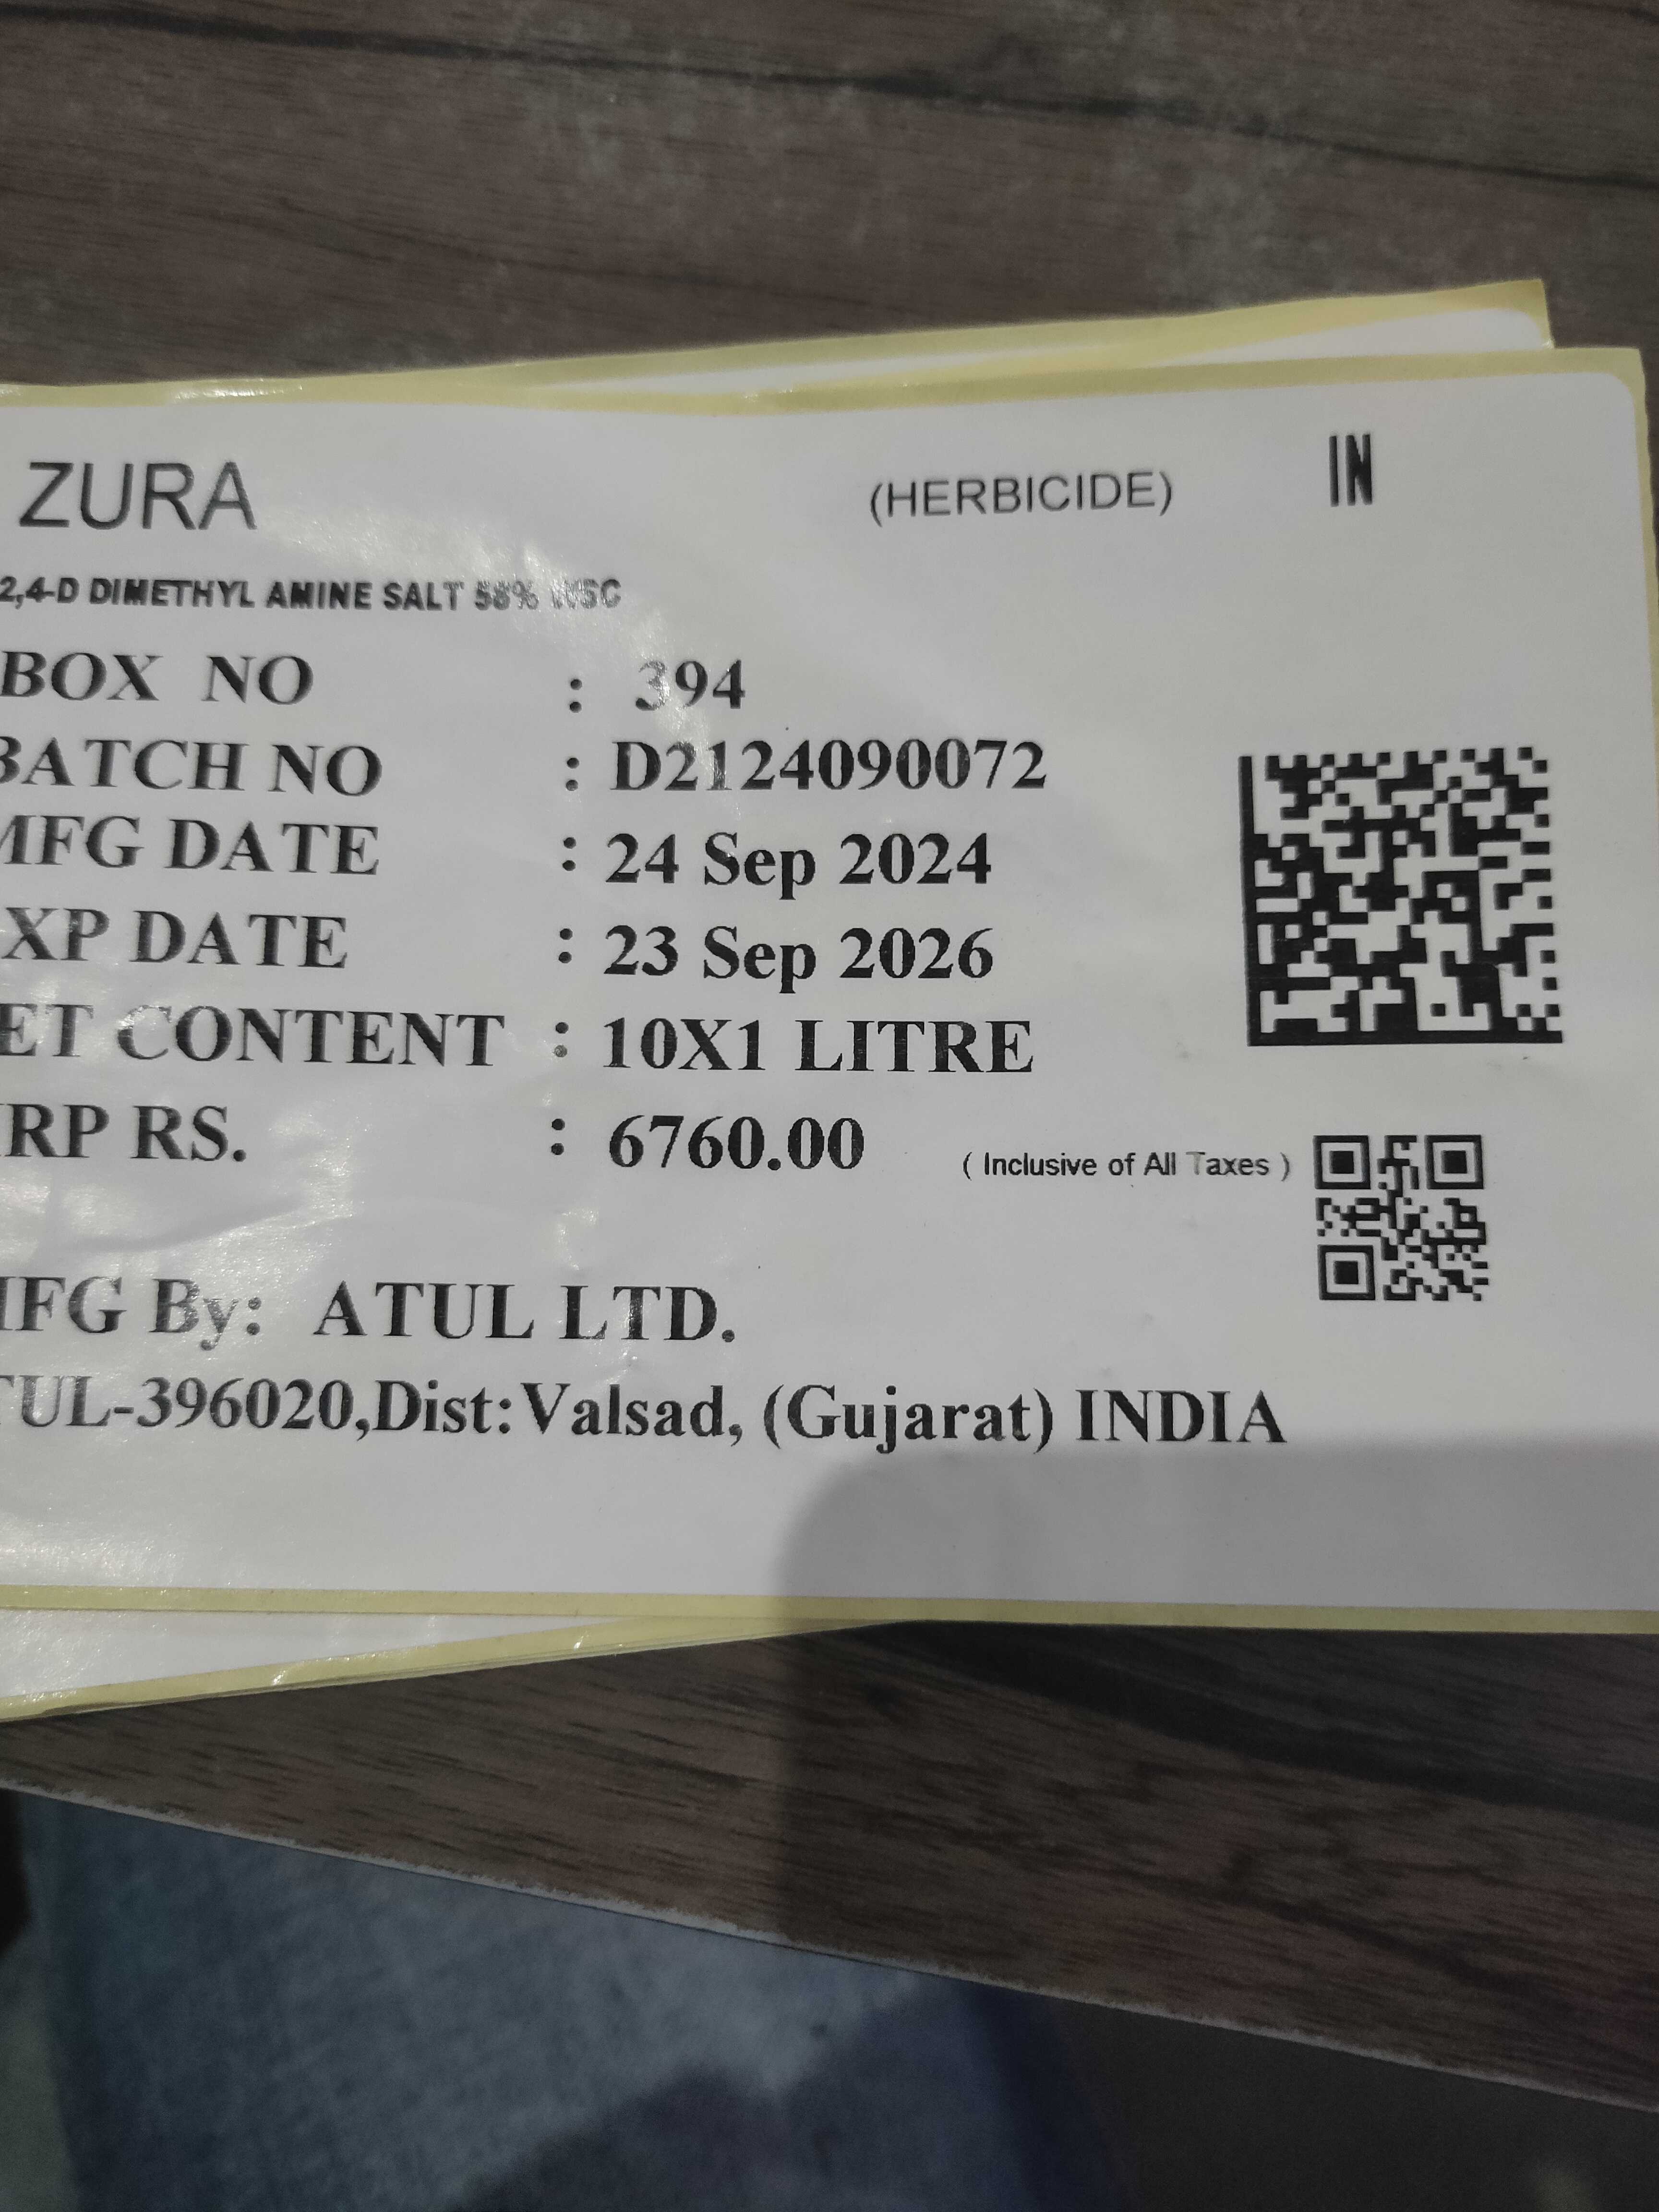 ZURA (HERBICIDE) IN
2,4-D DIMETHYL AMINE SALT 58% WSC
BOX NO : 394
BATCH NO : D2124090072
MFG DATE : 24 Sep 2024
XP DATE : 23 Sep 2026
ET CONTENT : 10X1 LITRE
RP RS. : 6760.00 ( Inclusive of All Taxes )
MFG By: ATUL LTD.
TUL-396020,Dist:Valsad, (Gujarat) INDIA